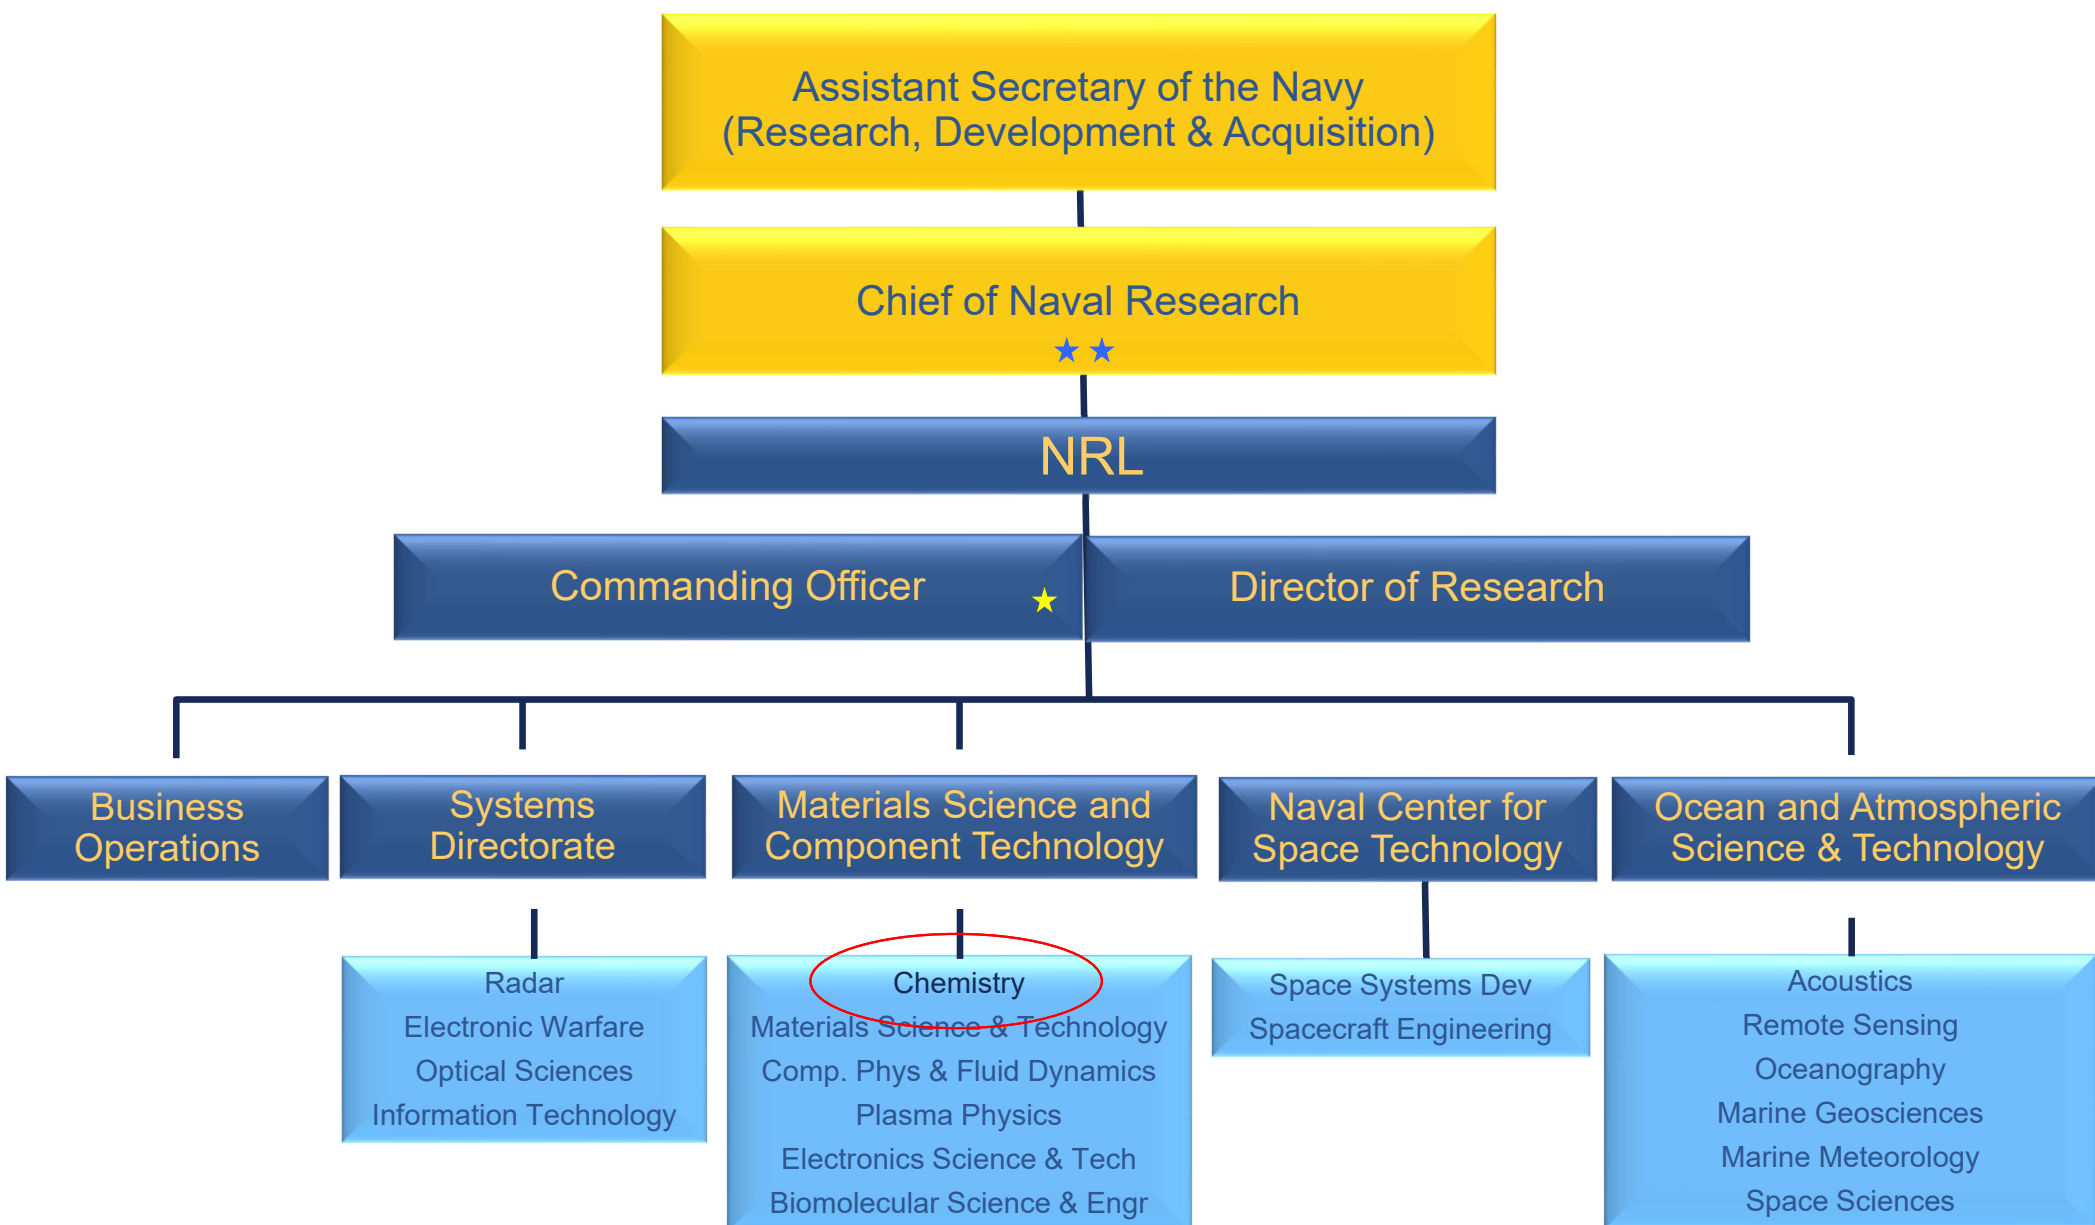 Assistant Secretary of the Navy
(Research, Development & Acquisition)
Chief of Naval Research
NRL
Commanding Officer
Director of Research
Business
Operations
Systems
Directorate
Materials Science and
Component Technology
Naval Center for
Space Technology
Ocean and Atmospheric
Science & Technology
Radar
Electronic Warfare
Optical Sciences
Information Technology
Chemistry
Materials Science & Technology
Comp. Phys & Fluid Dynamics
Plasma Physics
Electronics Science & Tech
Biomolecular Science & Engr
Space Systems Dev
Spacecraft Engineering
Acoustics
Remote Sensing
Oceanography
Marine Geosciences
Marine Meteorology
Space Sciences